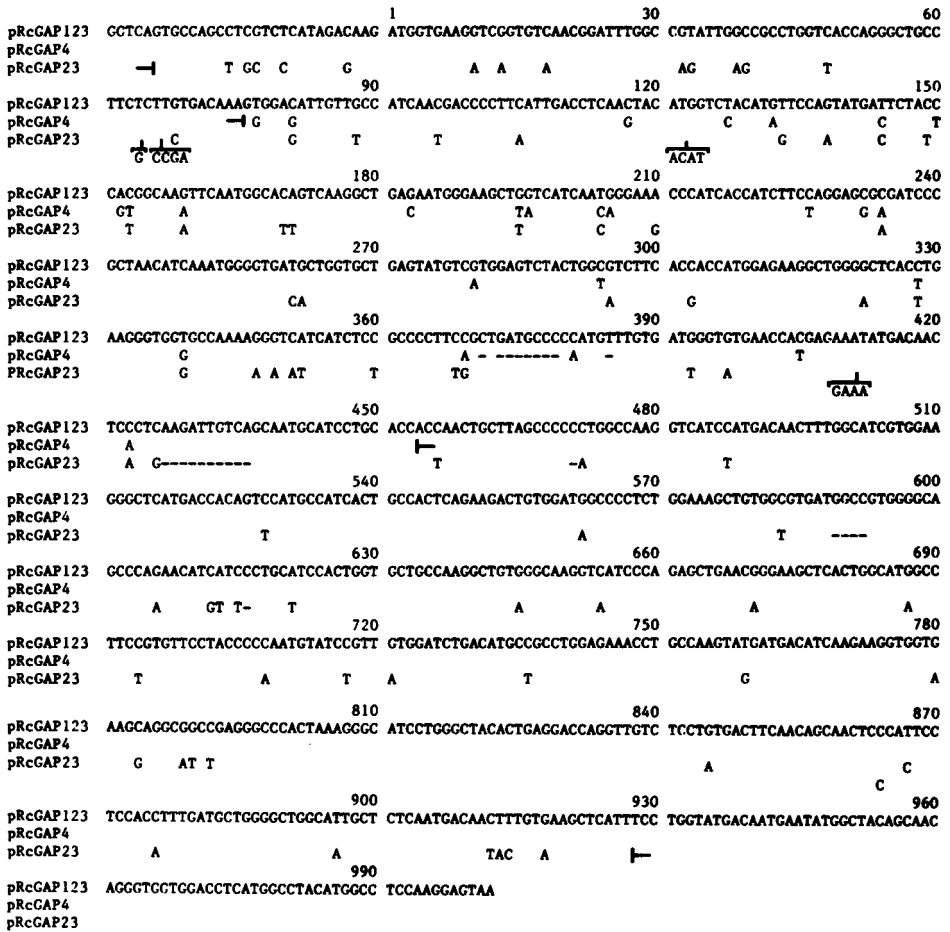 1 30 60
pRcGAP123 GGTCAGTGCCAGCCTCGTCTCATAGACAAG ATGGTGAAGGTCGGTGTCAACGGATTTGGC CGTATTGGCCGCCTGGTCACCAGGGCTGCC
pRcGAP4
pRcGAP23 T GC C G A A A AG AG T
90 120 150
pRcGAP123 TTCTCTTGTGACAAAGTGGACATTGTTGCC ATCAACGACCCCTTCATTGACCTCAACTAC ATGGTCTACATGTTCCAGTATGATTCTACC
pRcGAP4 G G G C A C T
pRcGAP23 C G T T A G A C T
G CCGA ACAT
180 210 240
pRcGAP123 CACGGCAAGTTCAATGGCACAGTCAAGGCT GAGAATGGGAAGCTGGTCATCAATGGGAAA CCCATCACCATCTTCCAGGAGCGCGATCCC
pRcGAP4 GT A C TA CA T G A
pRcGAP23 T A TT T C G A
270 300 330
pRcGAP123 GCTAACATCAAATGGGGTGATGCTGGTGCT GAGTATGTCGTGGAGTCTACTGGCGTCTTC ACCACCATGGAGAAGGCTGGGGCTCACCTG
pRcGAP4 A T T
pRcGAP23 CA A G A T
360 390 420
pRcGAP123 AAGGGTGGTGCCAAAAGGGTCATCATCTCC GCCCCTTCCGCTGATGCCCCCATGTTTGTG ATGGGTGTGAACCACGAGAAATATGACAAC
pRcGAP4 G A - ------- A - T
PRcGAP23 G A A AT T TG T A
GAAA
450 480 510
pRcGAP123 TCCCTCAAGATTGTCAGCAATGCATCCTGC ACCACCAACTGCTTAGCCCCCCTGGCCAAG GTCATCCATGACAACTTTGGCATCGTGGAA
pRcGAP4 A
pRcGAP23 A G---------- T -A T
540 570 600
pRcGAP123 GGGCTCATGACCACAGTCCATGCCATCACT GCCACTCAGAAGACTGTGGATGGCCCCTCT GGAAAGCTGTGGCGTGATGGCCGTGGGGCA
pRcGAP4
pRcGAP23 T A T ----
630 660 690
pRcGAP123 GCCCAGAACATCATCCCTGCATCCACTGGT GCTGCCAAGGCTGTGGGCAAGGTCATCCCA GAGCTGAACGGGAAGCTCACTGGCATGGCC
pRcGAP4
pRcGAP23 A GT T- T A A A A
720 750 780
pRcGAP123 TTCCGTGTTCCTACCCCCAATGTATCCGTT GTGGATCTGACATGCCGCCTGGAGAAACCT GCCAAGTATGATGACATCAAGAAGGTGGTG
pRcGAP4
pRcGAP23 T A T A T G A
810 840 870
pRcGAP123 AAGCAGGCGGCCGAGGGCCCACTAAAGGGC ATCCTGGGCTACACTGAGGACCAGGTTGTC TCCTGTGACTTCAACAGCAACTCCCATTCC
pRcGAP4
pRcGAP23 G AT T A C
C
900 930 960
pRcGAP123 TCCACCTTTGATGCTGGGGCTGGCATTGCT CTCAATGACAACTTTGTGAAGCTCATTTCC TGGTATGACAATGAATATGGCTACAGCAAC
pRcGAP4
pRcGAP23 A A TAC A
990
pRcGAP123 AGGGTGGTGGACCTCATGGCCTACATGGCC TCCAAGGAGTAA
pRcGAP4
pRcGAP23